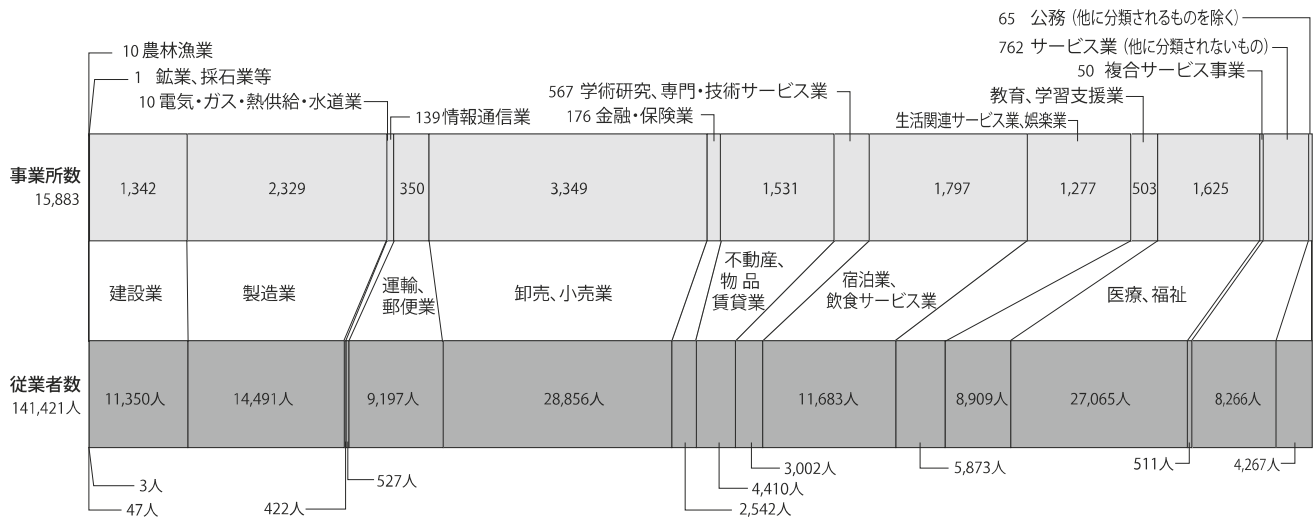 65 公務（他に分類されるものを除く）
10 農林漁業
762 サービス業（他に分類されないもの）
1 鉱業、採石業等
50 複合サービス事業
10 電気・ガス・熱供給・水道業
567 学術研究、専門・技術サービス業
教育、学習支援業
139 情報通信業
176 金融・保険業
生活関連サービス業、娯楽業
事業所数
15,883
1,342
2,329
350
3,349
1,531
1,797
1,277
503
1,625
建設業
製造業
運輸、
郵便業
卸売、小売業
不動産、
物品
賃貸業
宿泊業、
飲食サービス業
医療、福祉
従業者数
141,421人
11,350人
14,491人
9,197人
28,856人
11,683人
8,909人
27,065人
8,266人
3人
47人
422人
527人
2,542人
4,410人
3,002人
5,873人
511人
4,267人